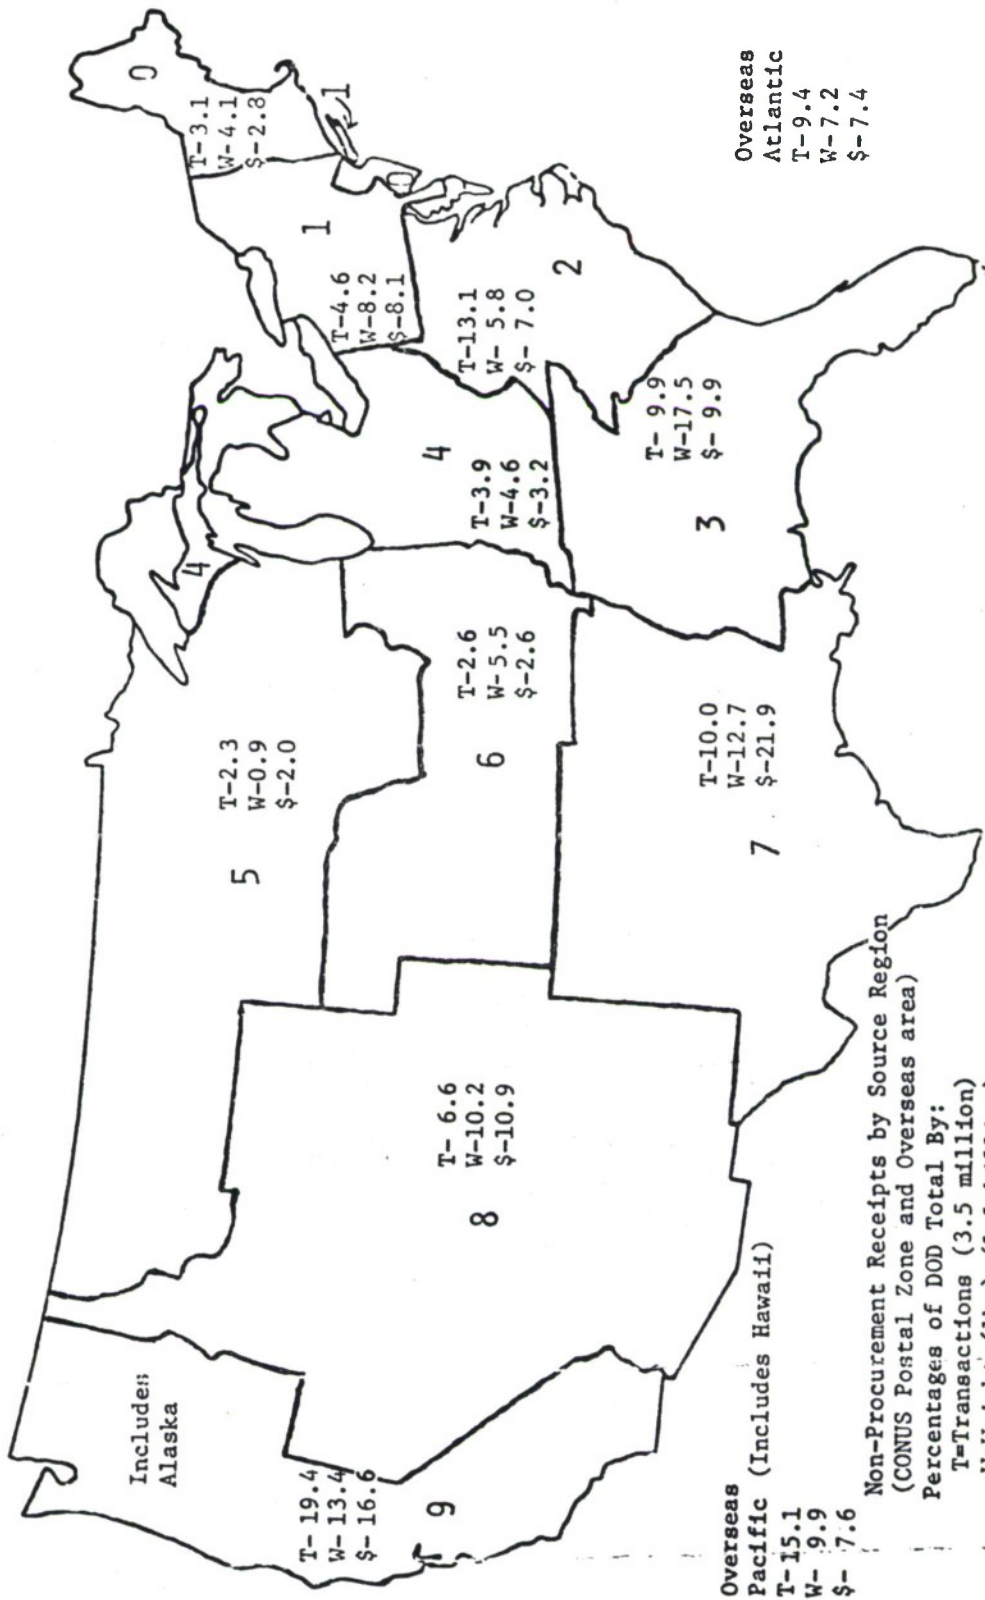 0
T-3.1
W-4.1
$-2.8
1
1
T-4.6
W-8.2
$-8.1
0
2
T-13.1
W- 5.8
$- 7.0
Overseas
Atlantic
T-9.4
W-7.2
$-7.4
4
4
T-3.9
W-4.6
$-3.2
T- 9.9
W-17.5
$- 9.9
3
T-2.3
W-0.9
$-2.0
5
T-2.6
W-5.5
$-2.6
6
T-10.0
W-12.7
$-21.9
7
T- 6.6
W-10.2
$-10.9
8
Includes
Alaska
T- 19.4
W- 13.4
$- 16.6
9
Overseas
Pacific (Includes Hawaii)
T-15.1
W- 9.9
$- 7.6
Non-Procurement Receipts by Source Region
(CONUS Postal Zone and Overseas area)
Percentages of DOD Total By:
T=Transactions (3.5 million)